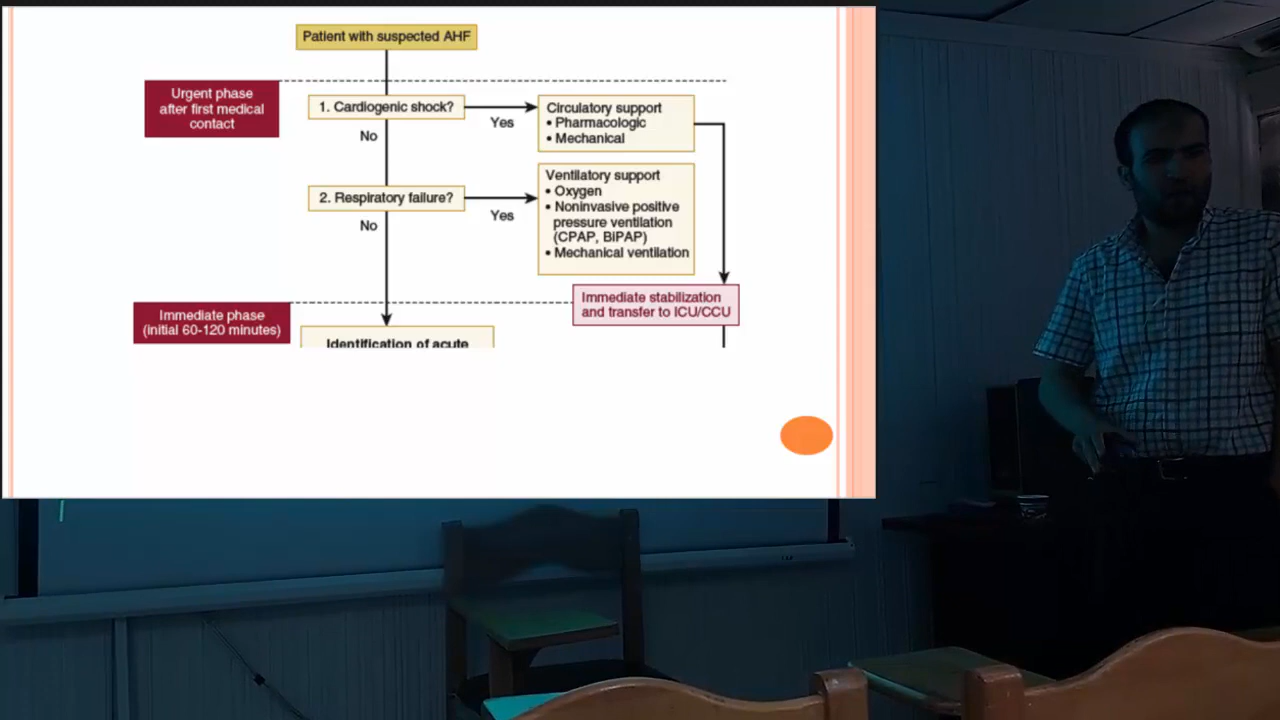 Patient with suspected AHF
Urgent phase
after first medical
contact
1. Cardiogenic shock?
Yes
No
Circulatory support
• Pharmacologic
• Mechanical
2. Respiratory failure?
Yes
No
Ventilatory support
• Oxygen
• Noninvasive positive
pressure ventilation
(CPAP, BiPAP)
• Mechanical ventilation
Immediate stabilization
and transfer to ICU/CCU
Immediate phase
(initial 60-120 minutes)
Identification of acute